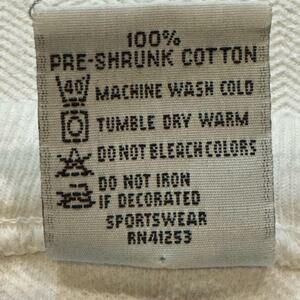 100%
PRE-SHRUNK COTTON
40° MACHINE WASH COLD
TUMBLE DRY WARM
DO NOT BLEACH COLORS
DO NOT IRON
IF DECORATED
SPORTSWEAR
RN41253